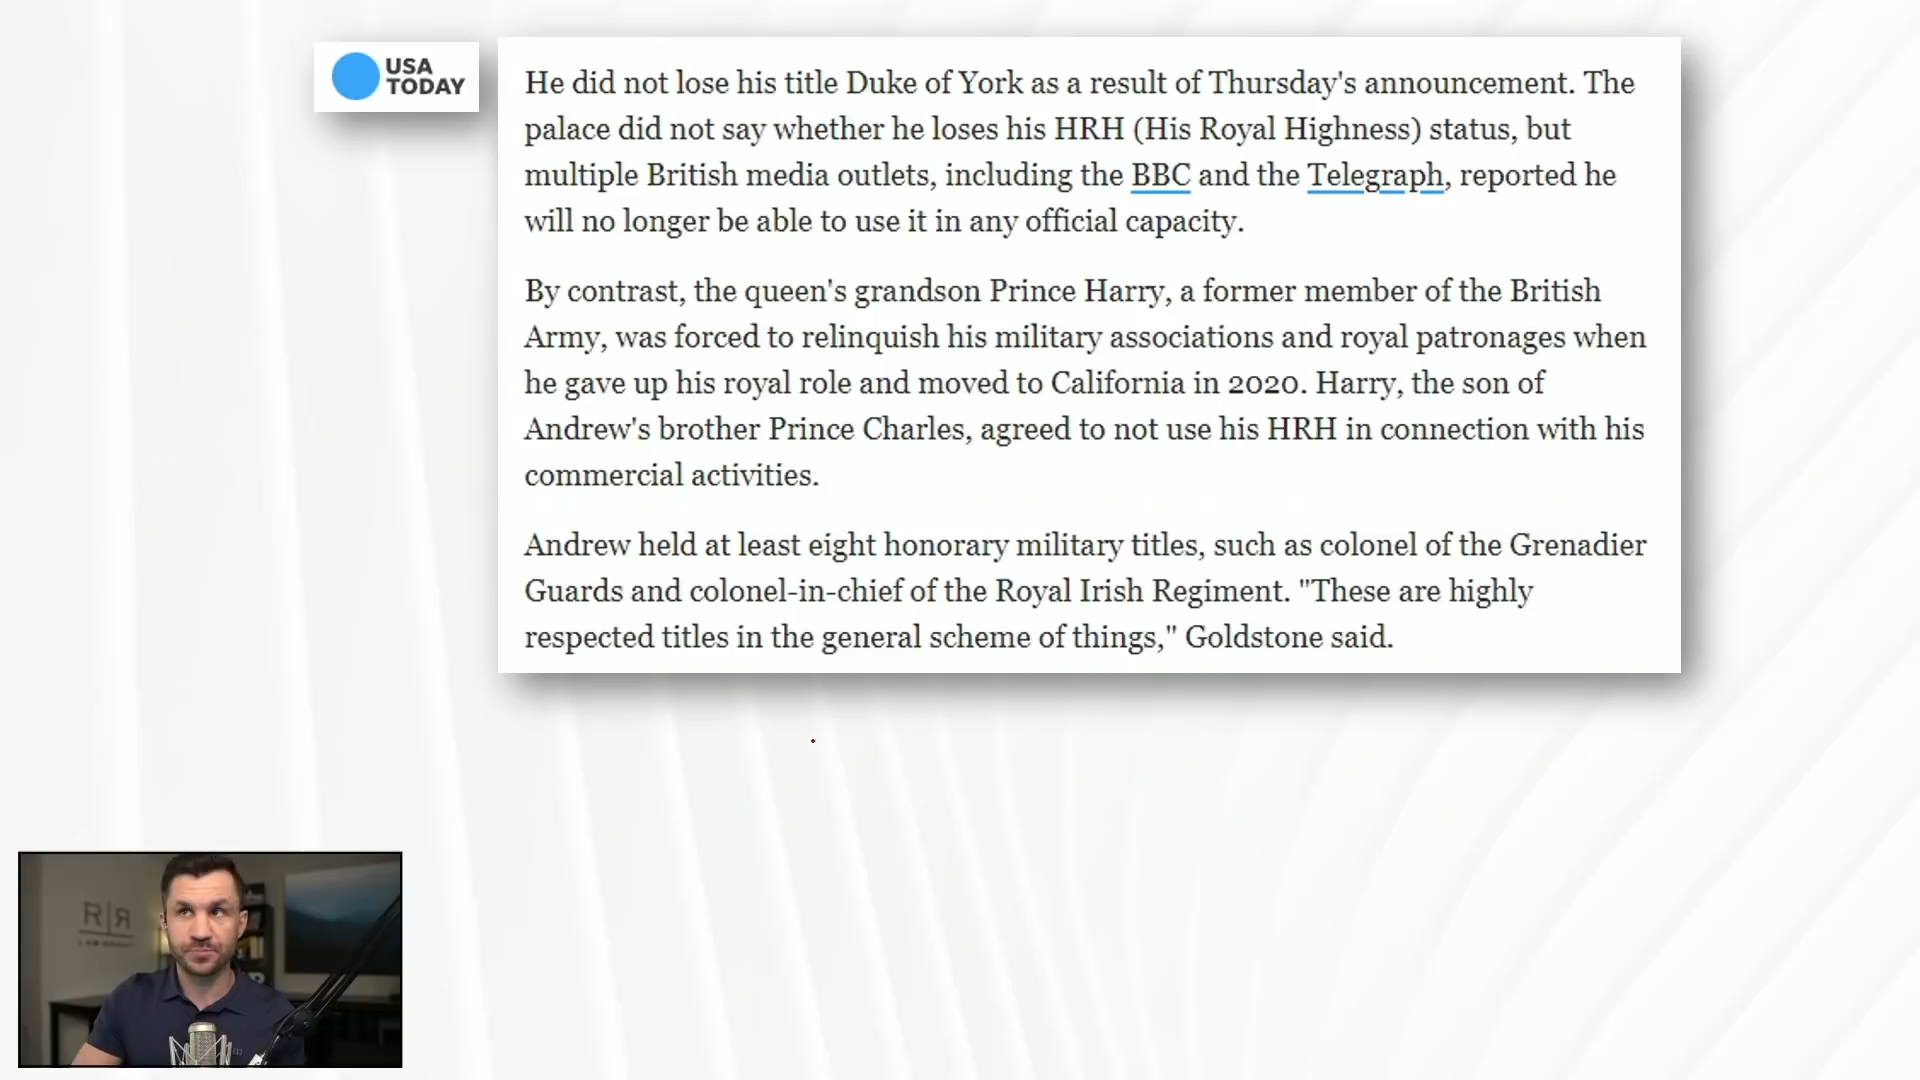 USA
TODAY
He did not lose his title Duke of York as a result of Thursday's announcement. The
palace did not say whether he loses his HRH (His Royal Highness) status, but
multiple British media outlets, including the BBC and the Telegraph, reported he
will no longer be able to use it in any official capacity.
By contrast, the queen's grandson Prince Harry, a former member of the British
Army, was forced to relinquish his military associations and royal patronages when
he gave up his royal role and moved to California in 2020. Harry, the son of
Andrew's brother Prince Charles, agreed to not use his HRH in connection with his
commercial activities.
Andrew held at least eight honorary military titles, such as colonel of the Grenadier
Guards and colonel-in-chief of the Royal Irish Regiment. "These are highly
respected titles in the general scheme of things," Goldstone said.
R|R